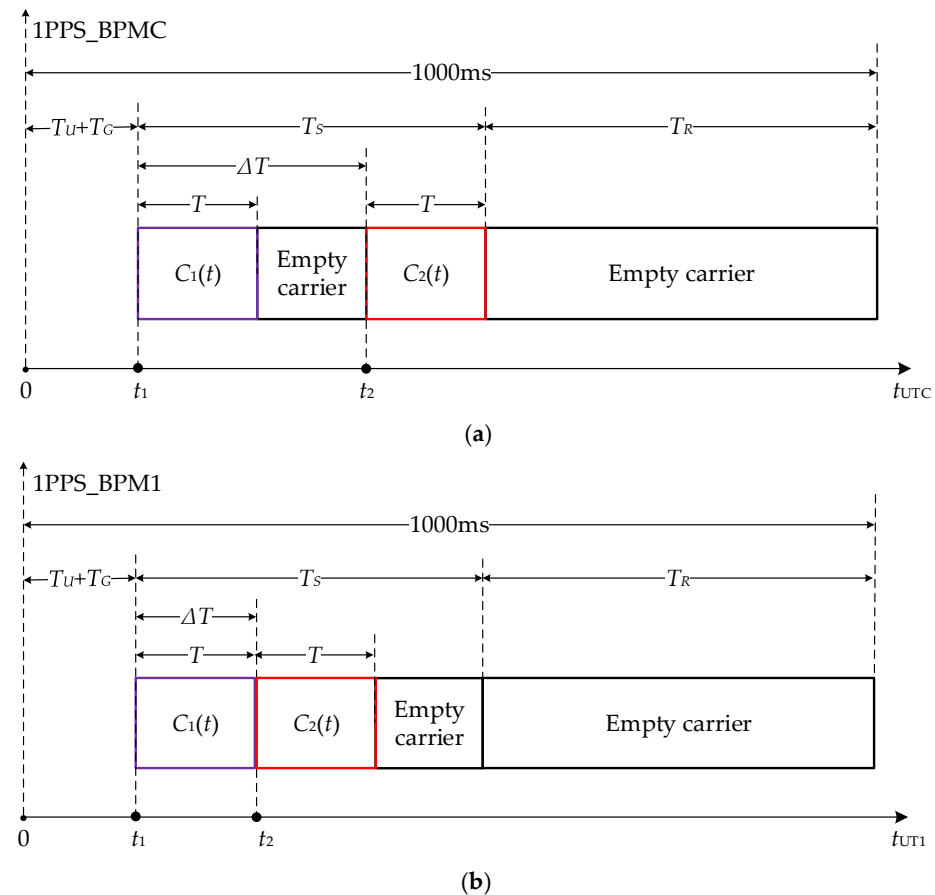 1PPS_BPMC
1000ms
TU+TG
TS
TR
ΔT
T
T
C1(t)
Empty
carrier
C2(t)
Empty carrier
0
t1
t2
tUTC
(a)
1PPS_BPM1
1000ms
TU+TG
TS
TR
ΔT
T
T
C1(t)
C2(t)
Empty
carrier
Empty carrier
0
t1
t2
tUT1
(b)